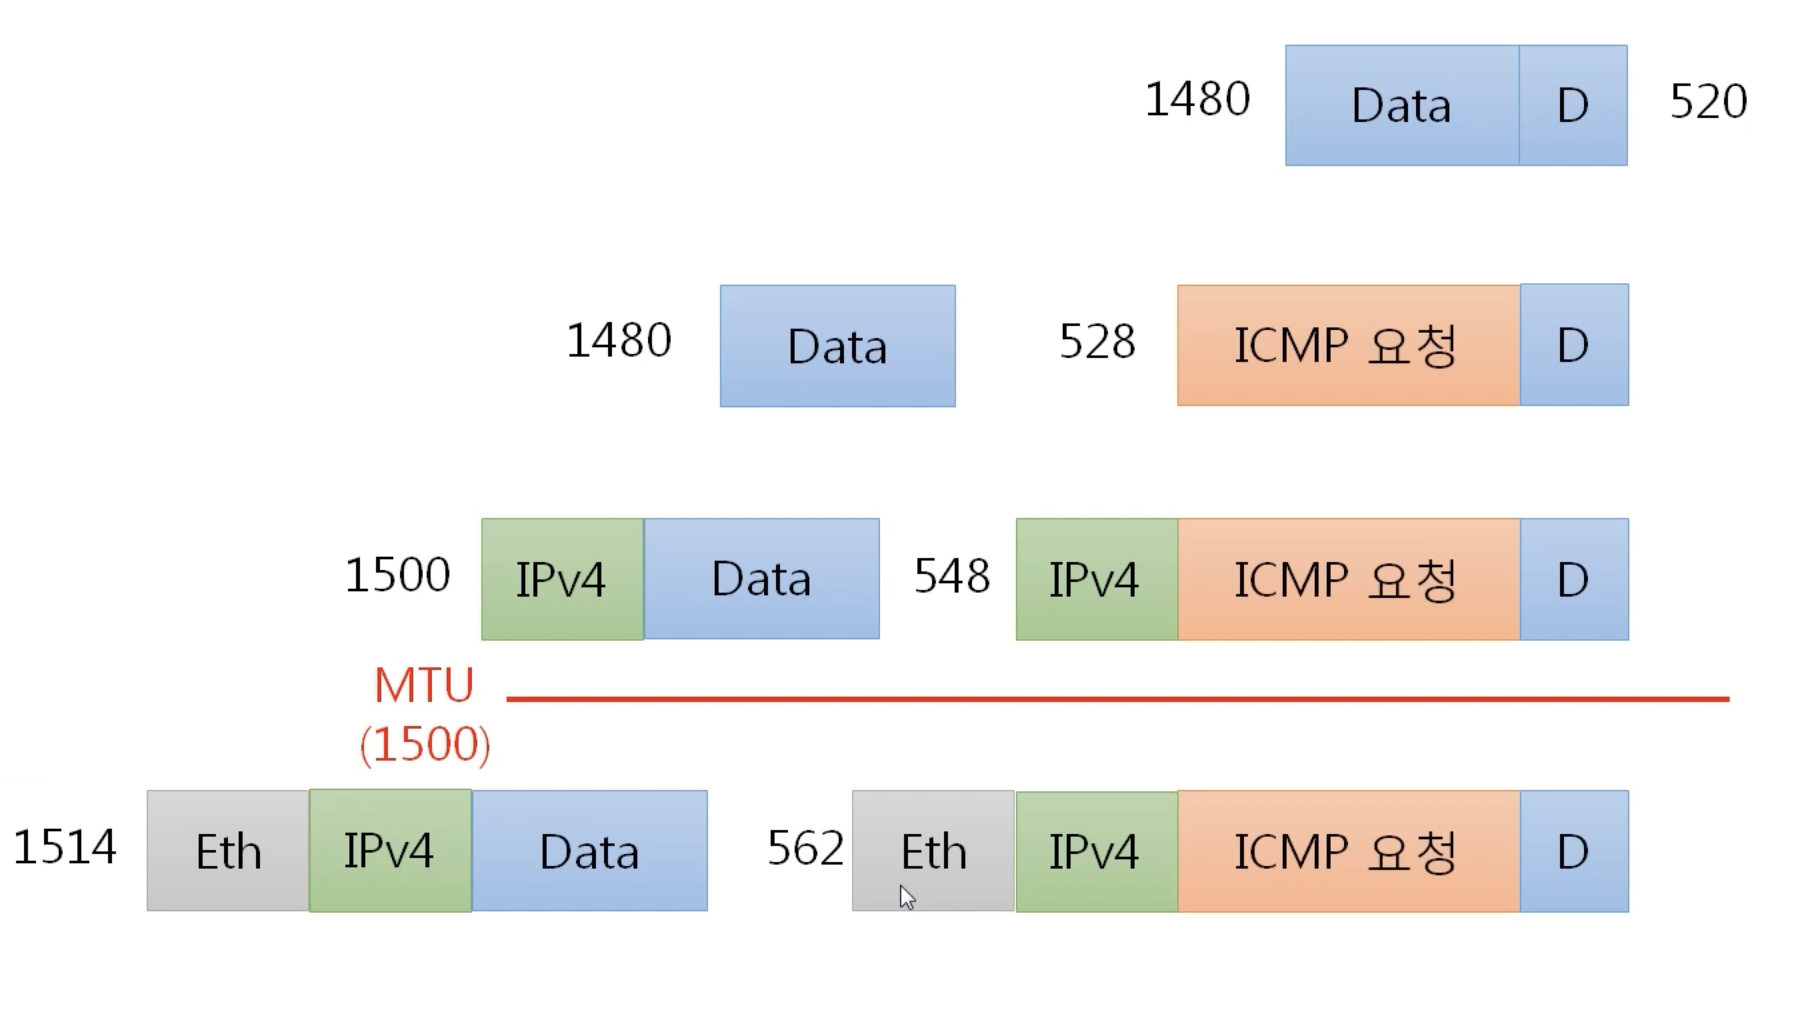 1480 Data D 520
1480 Data 528 ICMP 요청 D
1500 IPv4 Data 548 IPv4 ICMP 요청 D
MTU
(1500)
1514 Eth IPv4 Data 562 Eth IPv4 ICMP 요청 D